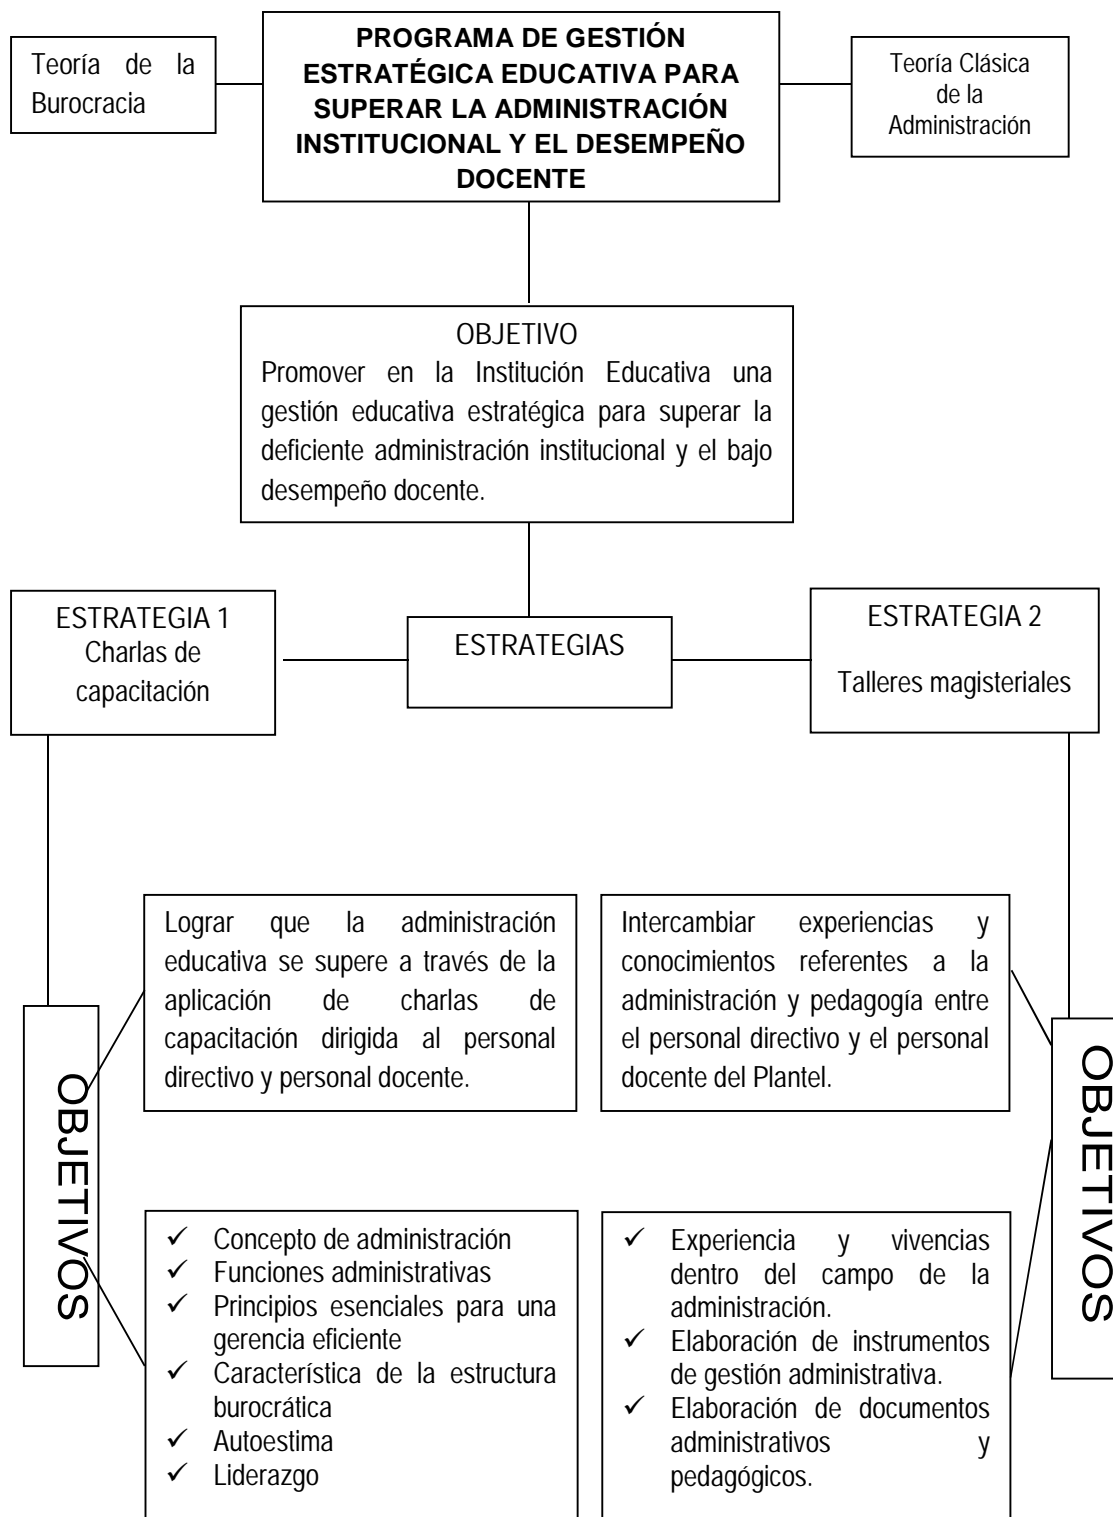 PROGRAMA DE GESTIÓN
ESTRATÉGICA EDUCATIVA PARA
SUPERAR LA ADMINISTRACIÓN
INSTITUCIONAL Y EL DESEMPEÑO
DOCENTE
Teoría de la
Burocracia
Teoría Clásica
de la
Administración
OBJETIVO
Promover en la Institución Educativa una
gestión educativa estratégica para superar la
deficiente administración institucional y el bajo
desempeño docente.
ESTRATEGIA 1
Charlas de
capacitación
ESTRATEGIAS
ESTRATEGIA 2
Talleres magisteriales
OBJETIVOS
Lograr que la administración
educativa se supere a través de la
aplicación de charlas de
capacitación dirigida al personal
directivo y personal docente.
✓ Concepto de administración
✓ Funciones administrativas
✓ Principios esenciales para una
gerencia eficiente
✓ Característica de la estructura
burocrática
✓ Autoestima
✓ Liderazgo
Intercambiar experiencias y
conocimientos referentes a la
administración y pedagogía entre
el personal directivo y el personal
docente del Plantel.
✓ Experiencia y vivencias
dentro del campo de la
administración.
✓ Elaboración de instrumentos
de gestión administrativa.
✓ Elaboración de documentos
administrativos y
pedagógicos.
OBJETIVOS